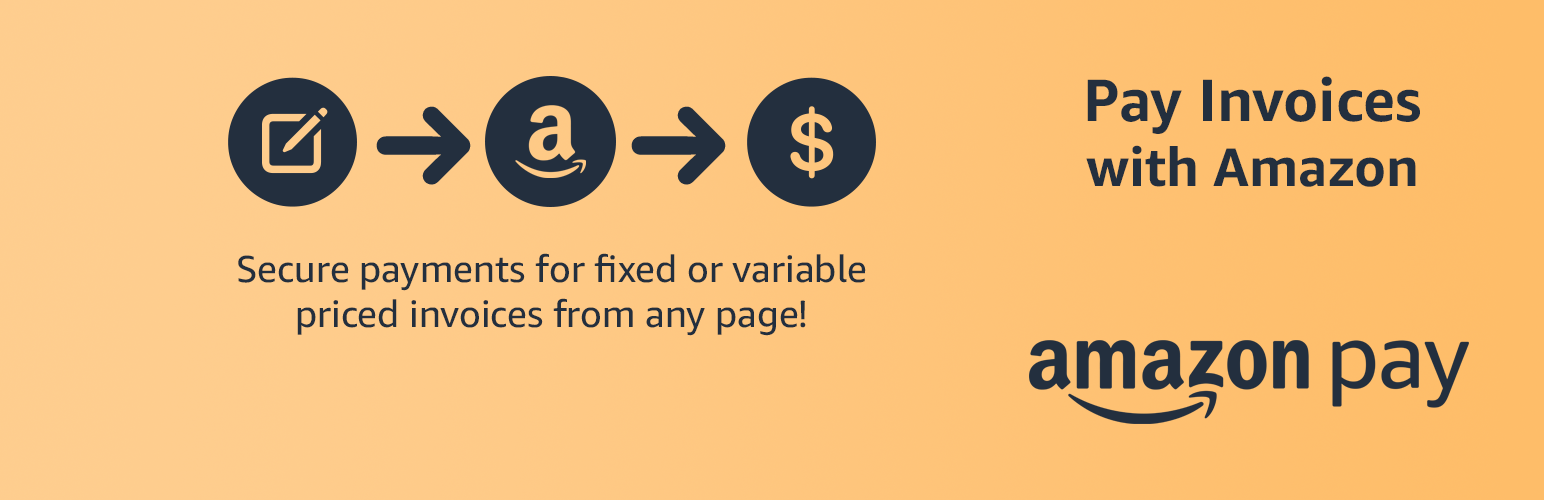 a
$
Secure payments for fixed or variable
priced invoices from any page!
Pay Invoices
with Amazon
amazon pay